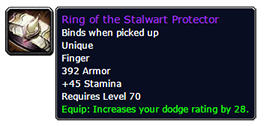 Ring of the Stalwart Protector
Binds when picked up
Unique
Finger
392 Armor
+45 Stamina
Requires Level 70
Equip: Increases your dodge rating by 28.